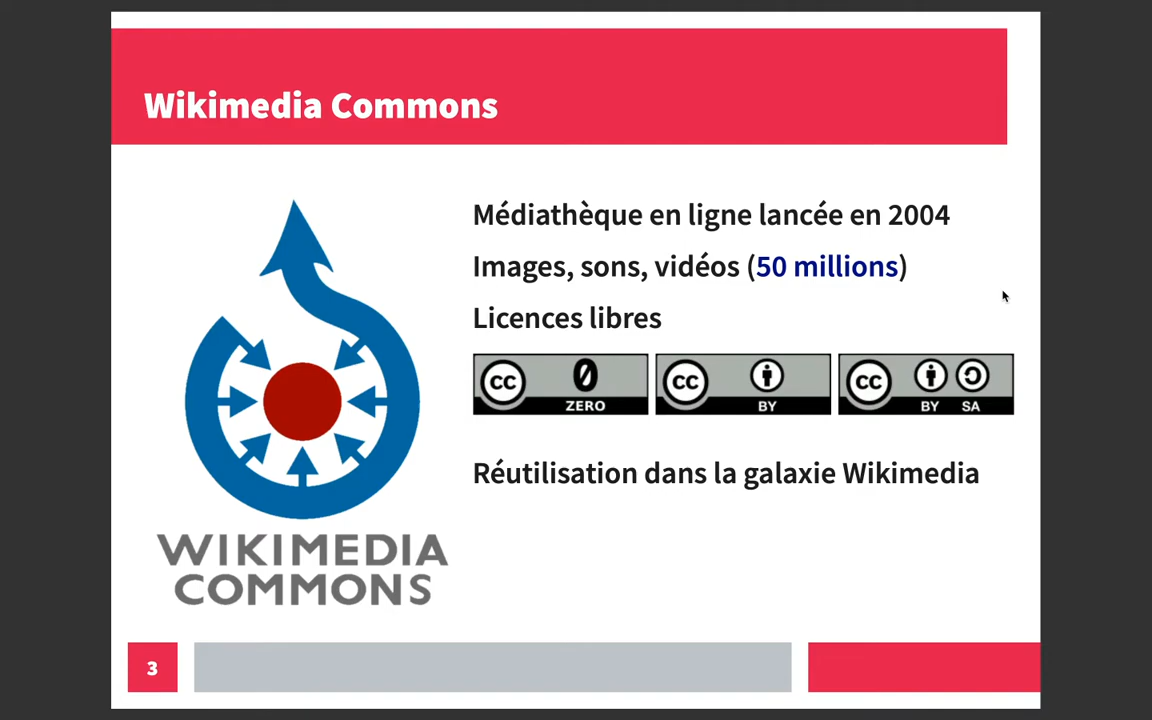 Wikimedia Commons
Médiathèque en ligne lancée en 2004
Images, sons, vidéos (50 millions)
Licences libres
cc 0 ZERO
cc BY
cc BY SA
Réutilisation dans la galaxie Wikimedia
WIKIMEDIA
COMMONS
3